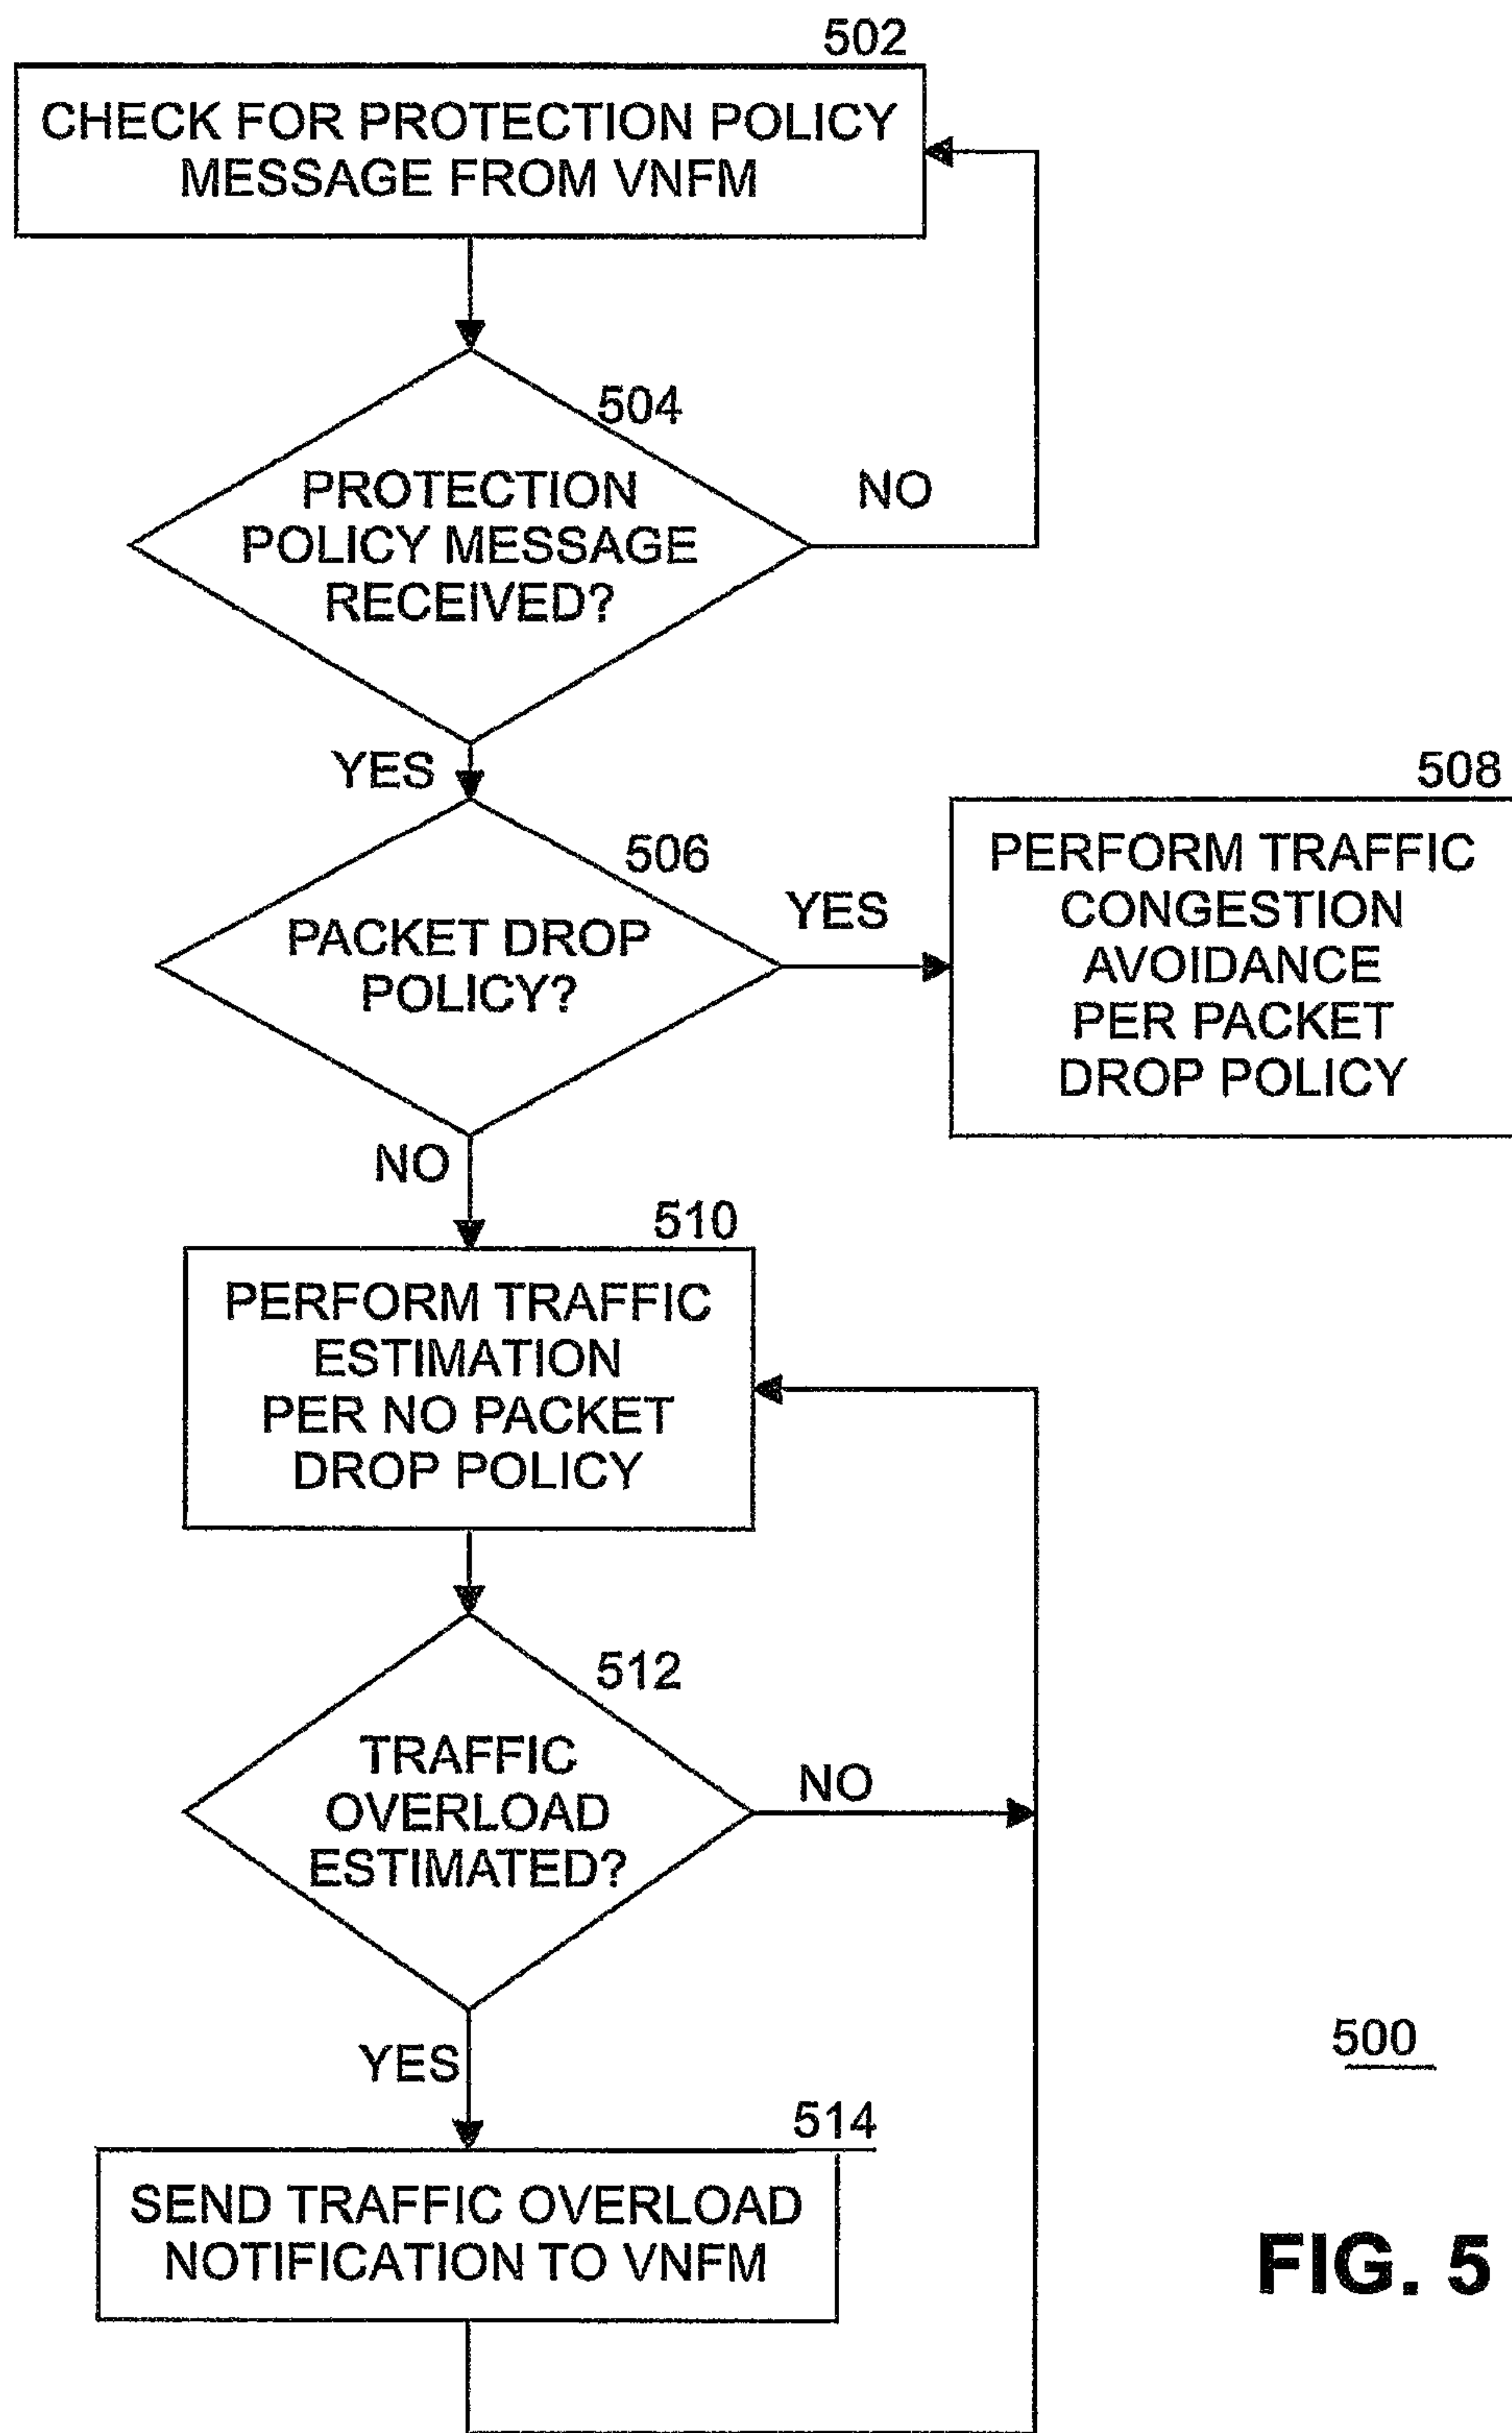 502
CHECK FOR PROTECTION POLICY
MESSAGE FROM VNFM
504
PROTECTION
POLICY MESSAGE
RECEIVED?
NO
YES
506
PACKET DROP
POLICY?
YES
508
PERFORM TRAFFIC
CONGESTION
AVOIDANCE
PER PACKET
DROP POLICY
NO
510
PERFORM TRAFFIC
ESTIMATION
PER NO PACKET
DROP POLICY
512
TRAFFIC
OVERLOAD
ESTIMATED?
NO
YES
514
SEND TRAFFIC OVERLOAD
NOTIFICATION TO VNFM
500
FIG. 5